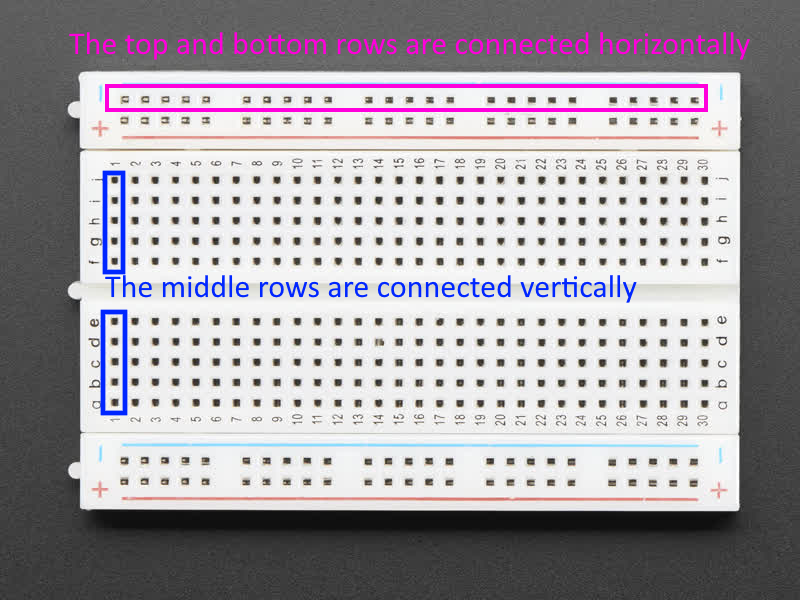 The top and bottom rows are connected horizontally
− −
+ +
1 2 3 4 5 6 7 8 9 10 11 12 13 14 15 16 17 18 19 20 21 22 23 24 25 26 27 28 29 30
j j
i i
h h
g g
f f
The middle rows are connected vertically
e e
d d
c c
b b
a a
1 2 3 4 5 6 7 8 9 10 11 12 13 14 15 16 17 18 19 20 21 22 23 24 25 26 27 28 29 30
− −
+ +